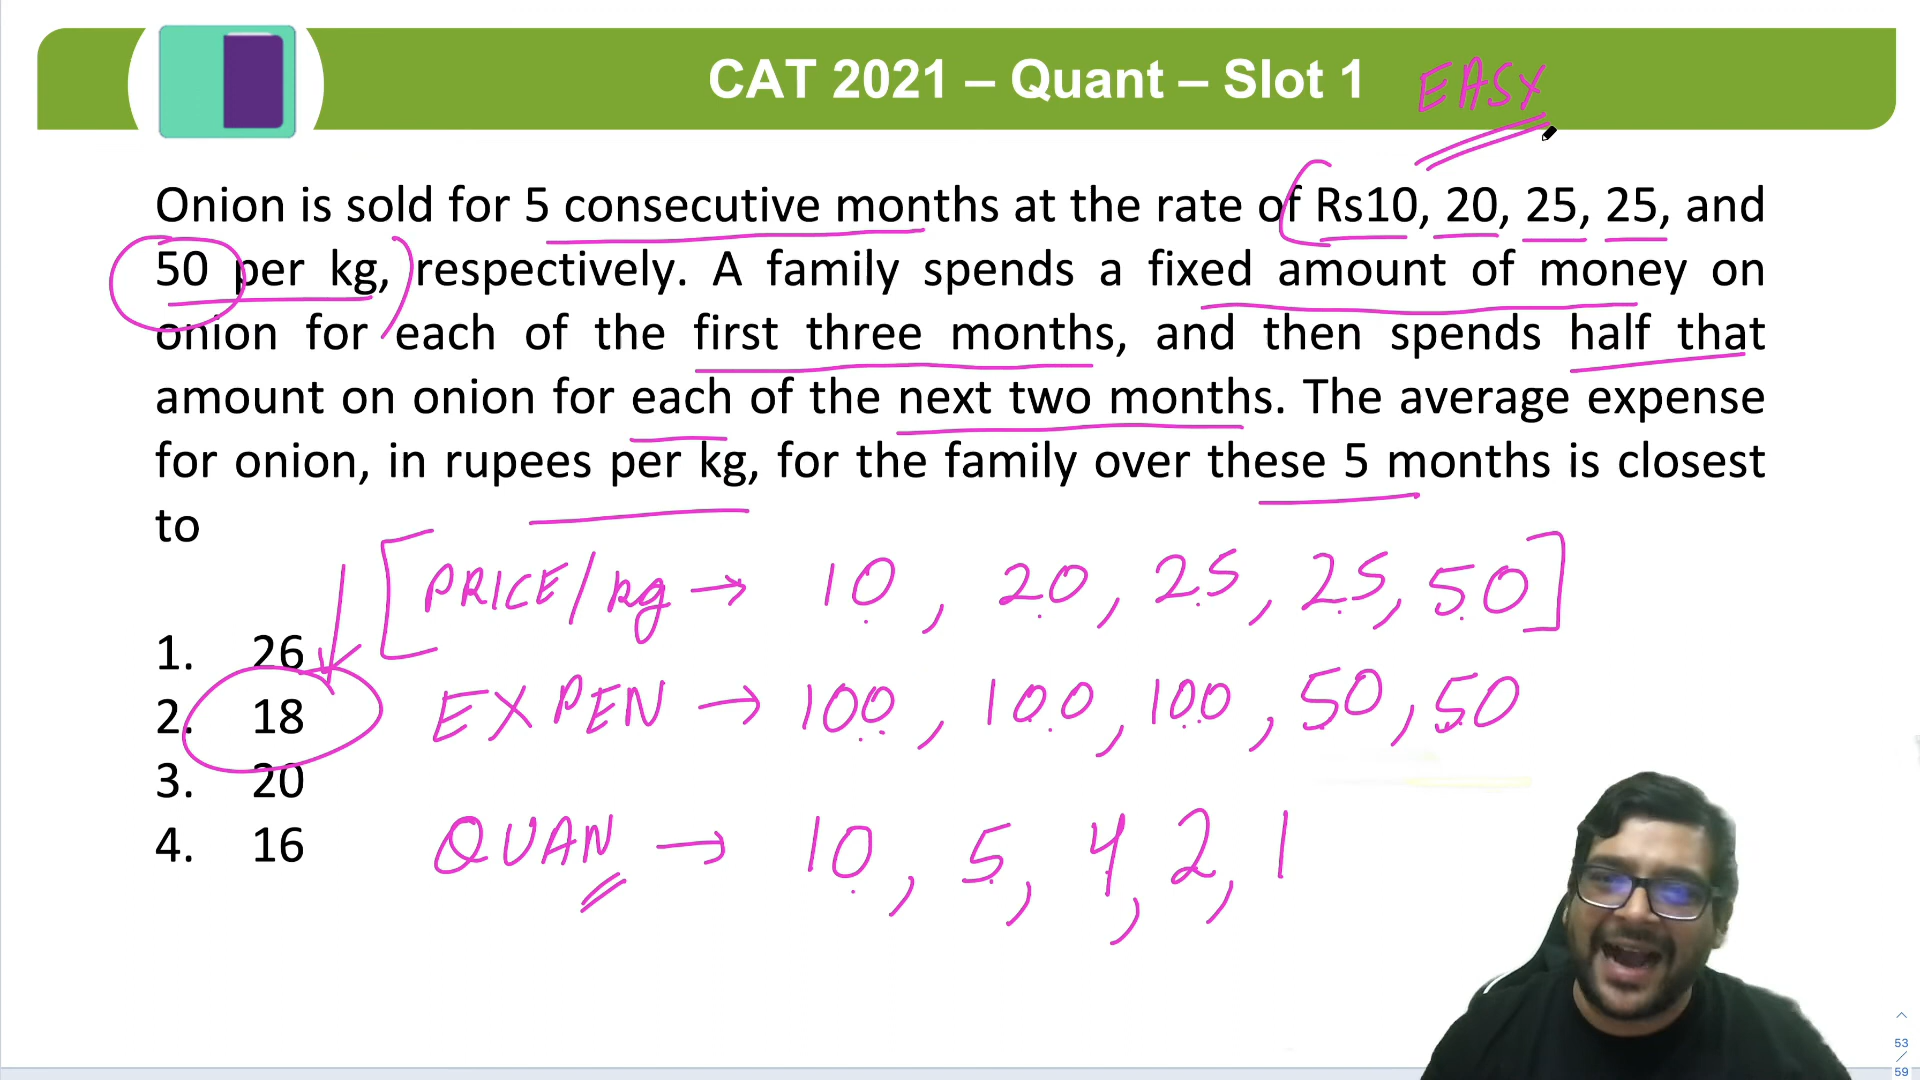 CAT 2021 – Quant – Slot 1 EASY
Onion is sold for 5 consecutive months at the rate of Rs10, 20, 25, 25, and
50 per kg, respectively. A family spends a fixed amount of money on
onion for each of the first three months, and then spends half that
amount on onion for each of the next two months. The average expense
for onion, in rupees per kg, for the family over these 5 months is closest
to
[PRICE/kg → 10, 20, 25, 25, 50]
1. 26
2. 18
3. 20
4. 16
EXPEN → 100, 100, 100, 50, 50
QUAN → 10, 5, 4, 2, 1
53
/
59